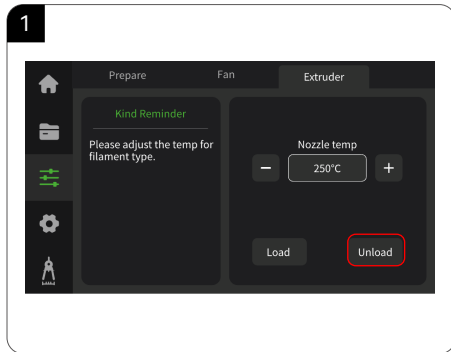 1
Prepare
Fan
Extruder
Kind Reminder
Please adjust the temp for
filament type.
Nozzle temp
−
250°C
+
Load
Unload